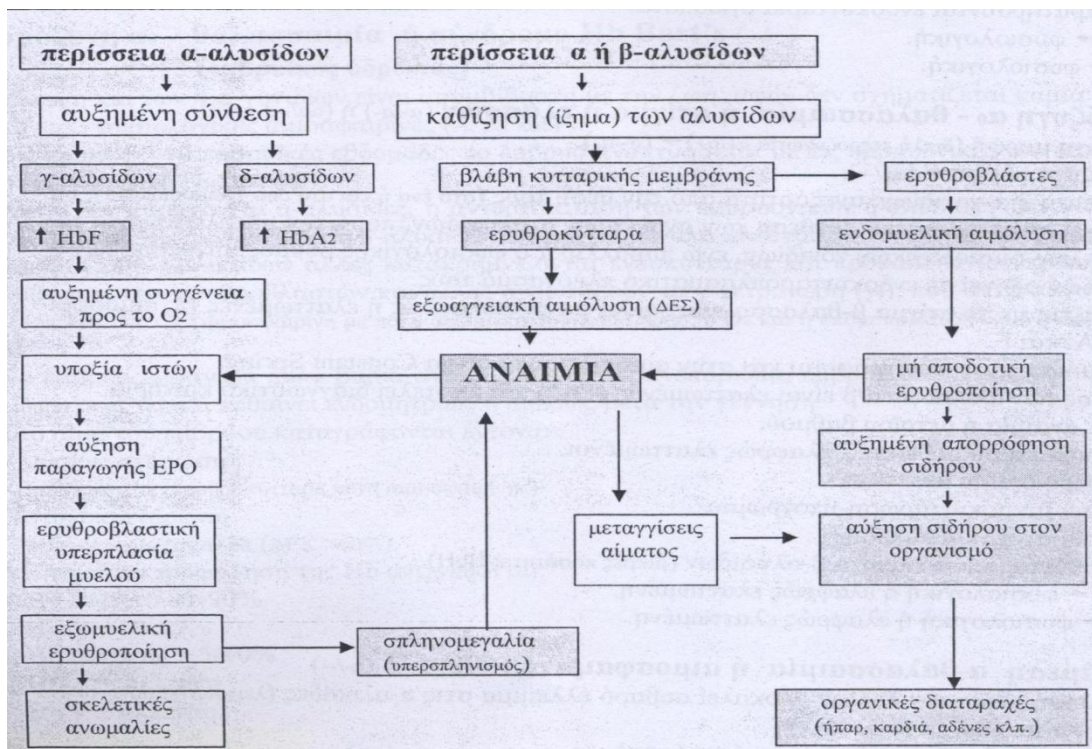 περίσσεια α-αλυσίδων
περίσσεια α ή β-αλυσίδων
αυξημένη σύνθεση
καθίζηση (ίζημα) των αλυσίδων
γ-αλυσίδων
δ-αλυσίδων
βλάβη κυτταρικής μεμβράνης
ερυθροβλάστες
↑ HbF
↑ HbA2
ερυθροκύτταρα
ενδομυελική αιμόλυση
αυξημένη συγγένεια
προς το O2
εξωαγγειακή αιμόλυση (ΔΕΣ)
υποξία ιστών
ΑΝΑΙΜΙΑ
μη αποδοτική
ερυθροποίηση
αύξηση
παραγωγής EPO
αυξημένη απορρόφηση
σιδήρου
ερυθροβλαστική
υπερπλασία
μυελού
μεταγγίσεις
αίματος
αύξηση σιδήρου στον
οργανισμό
εξωμυελική
ερυθροποίηση
σπληνομεγαλία
(υπερσπληνισμός)
σκελετικές
ανωμαλίες
οργανικές διαταραχές
(ήπαρ, καρδιά, αδένες κλπ.)